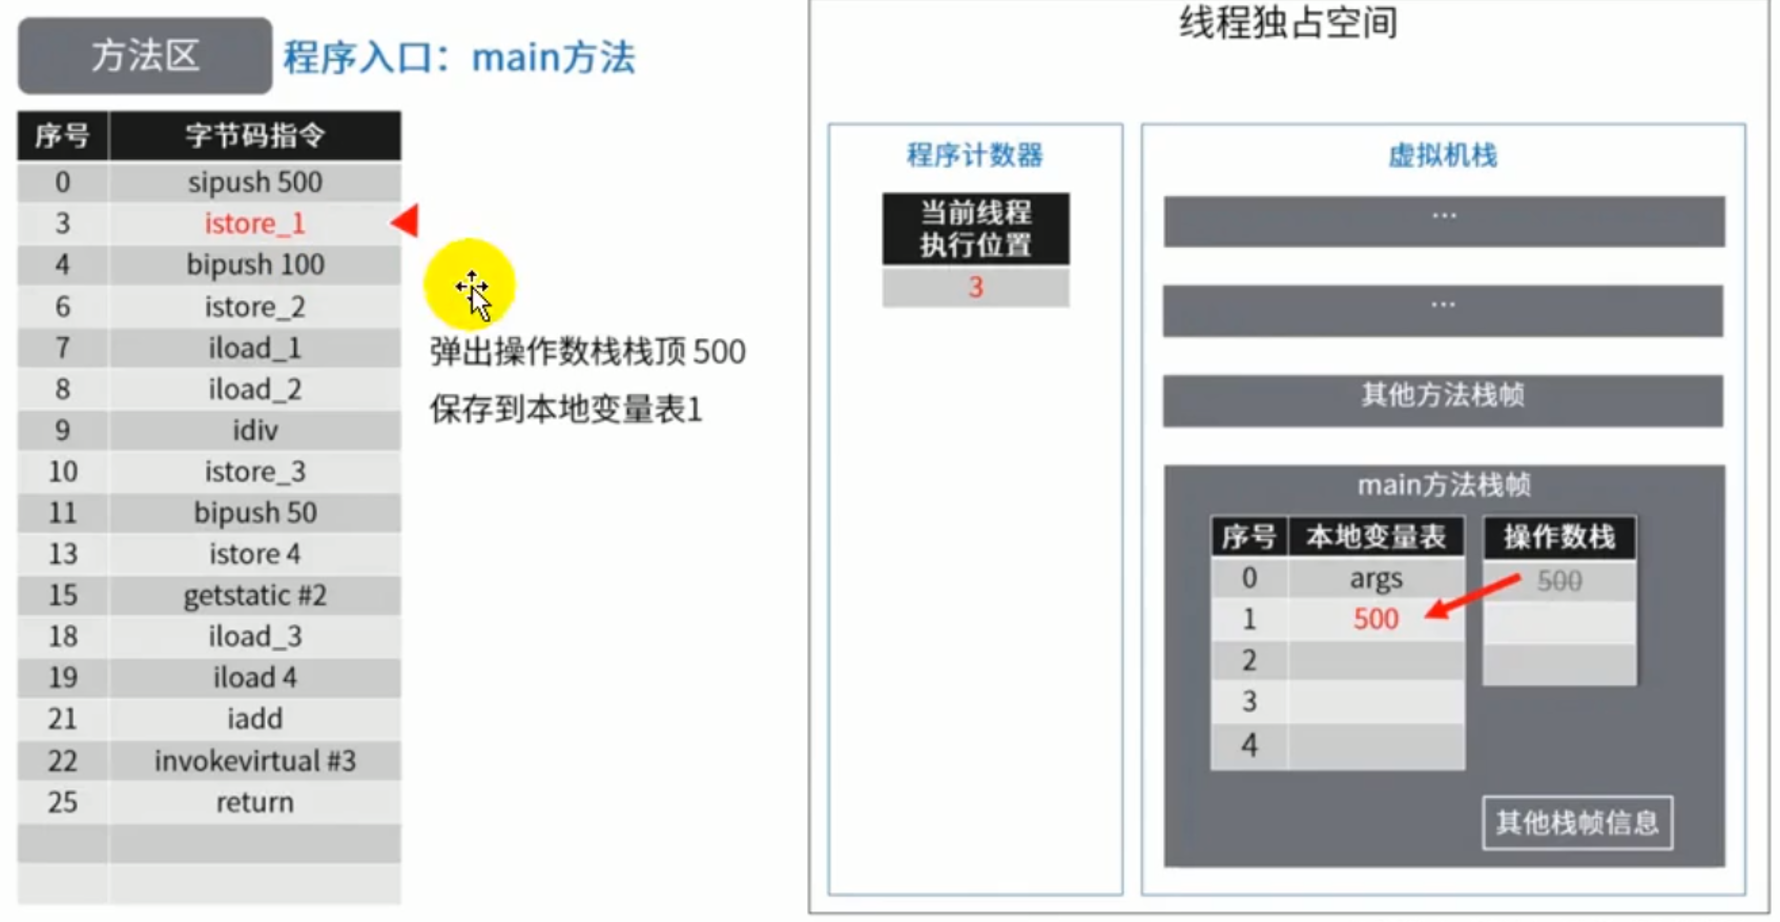 方法区 程序入口：main方法
序号 字节码指令
0 sipush 500
3 istore_1
4 bipush 100
6 istore_2
7 iload_1
8 iload_2
9 idiv
10 istore_3
11 bipush 50
13 istore 4
15 getstatic #2
18 iload_3
19 iload 4
21 iadd
22 invokevirtual #3
25 return
弹出操作数栈栈顶 500
保存到本地变量表1
线程独占空间
程序计数器
当前线程
执行位置
3
虚拟机栈
...
...
其他方法栈帧
main方法栈帧
序号 本地变量表
0 args
1 500
2
3
4
操作数栈
500
其他栈帧信息